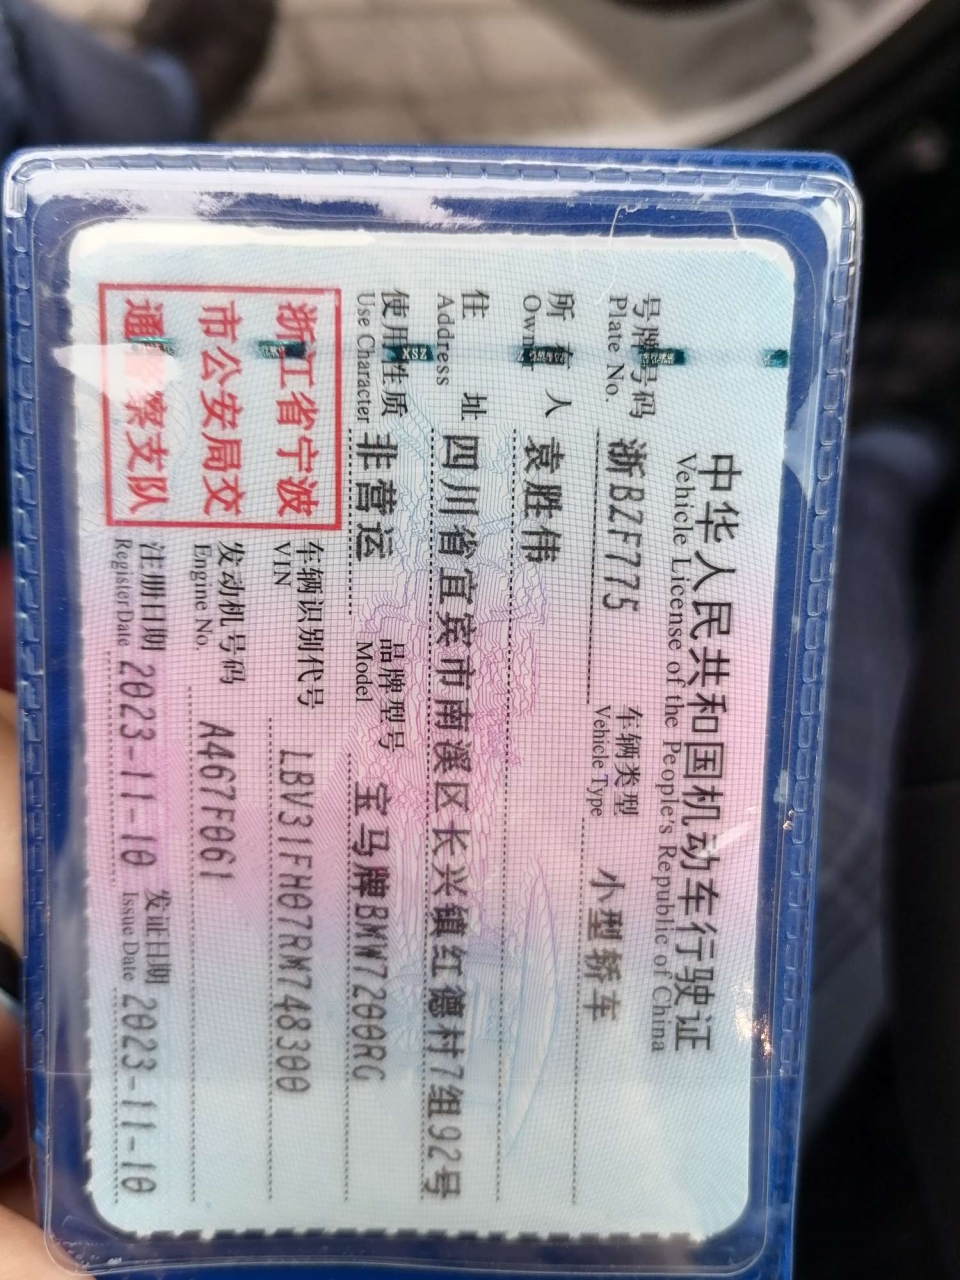 中华人民共和国机动车行驶证
Vehicle License of the People's Republic of China
号牌号码 浙BZF775 车辆类型 小型轿车
Plate No. Vehicle Type
所有人 袁胜伟
Owner
住址 四川省宜宾市南溪区长兴镇红德村7组92号
Address
使用性质 非营运 品牌型号 宝马牌BMW7200RG
Use Character Model
浙江省宁波
市公安局交
通警察支队
车辆识别代号 LBV31FH07RM748300
VIN
发动机号码 A467F061
Engine No.
注册日期 2023-11-10 发证日期 2023-11-10
Register Date Issue Date